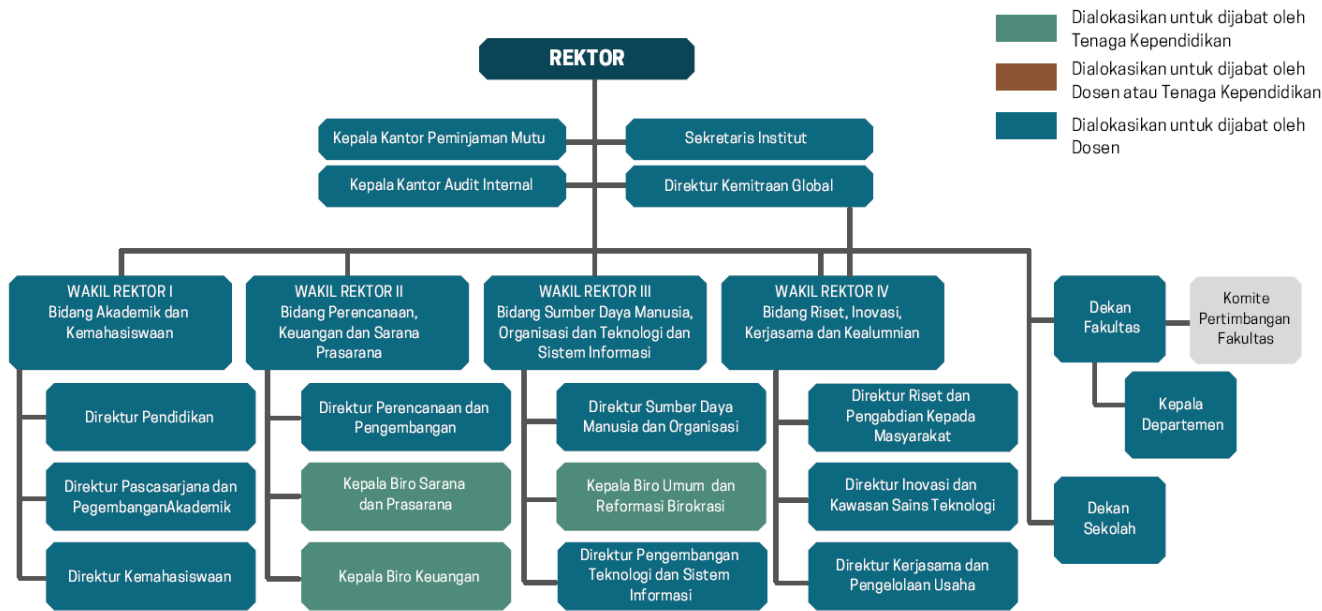 Dialokasikan untuk dijabat oleh
Tenaga Kependidikan
Dialokasikan untuk dijabat oleh
Dosen atau Tenaga Kependidikan
Dialokasikan untuk dijabat oleh
Dosen
REKTOR
Kepala Kantor Peminjaman Mutu
Sekretaris Institut
Kepala Kantor Audit Internal
Direktur Kemitraan Global
WAKIL REKTOR I
Bidang Akademik dan
Kemahasiswaan
WAKIL REKTOR II
Bidang Perencanaan,
Keuangan dan Sarana
Prasarana
WAKIL REKTOR III
Bidang Sumber Daya Manusia,
Organisasi dan Teknologi dan
Sistem Informasi
WAKIL REKTOR IV
Bidang Riset, Inovasi,
Kerjasama dan Kealumnian
Dekan
Fakultas
Komite
Pertimbangan
Fakultas
Direktur Pendidikan
Direktur Perencanaan dan
Pengembangan
Direktur Sumber Daya
Manusia dan Organisasi
Direktur Riset dan
Pengabdian Kepada
Masyarakat
Kepala
Departemen
Direktur Pascasarjana dan
PegembanganAkademik
Kepala Biro Sarana
dan Prasarana
Kepala Biro Umum dan
Reformasi Birokrasi
Direktur Inovasi dan
Kawasan Sains Teknologi
Dekan
Sekolah
Direktur Kemahasiswaan
Kepala Biro Keuangan
Direktur Pengembangan
Teknologi dan Sistem
Informasi
Direktur Kerjasama dan
Pengelolaan Usaha